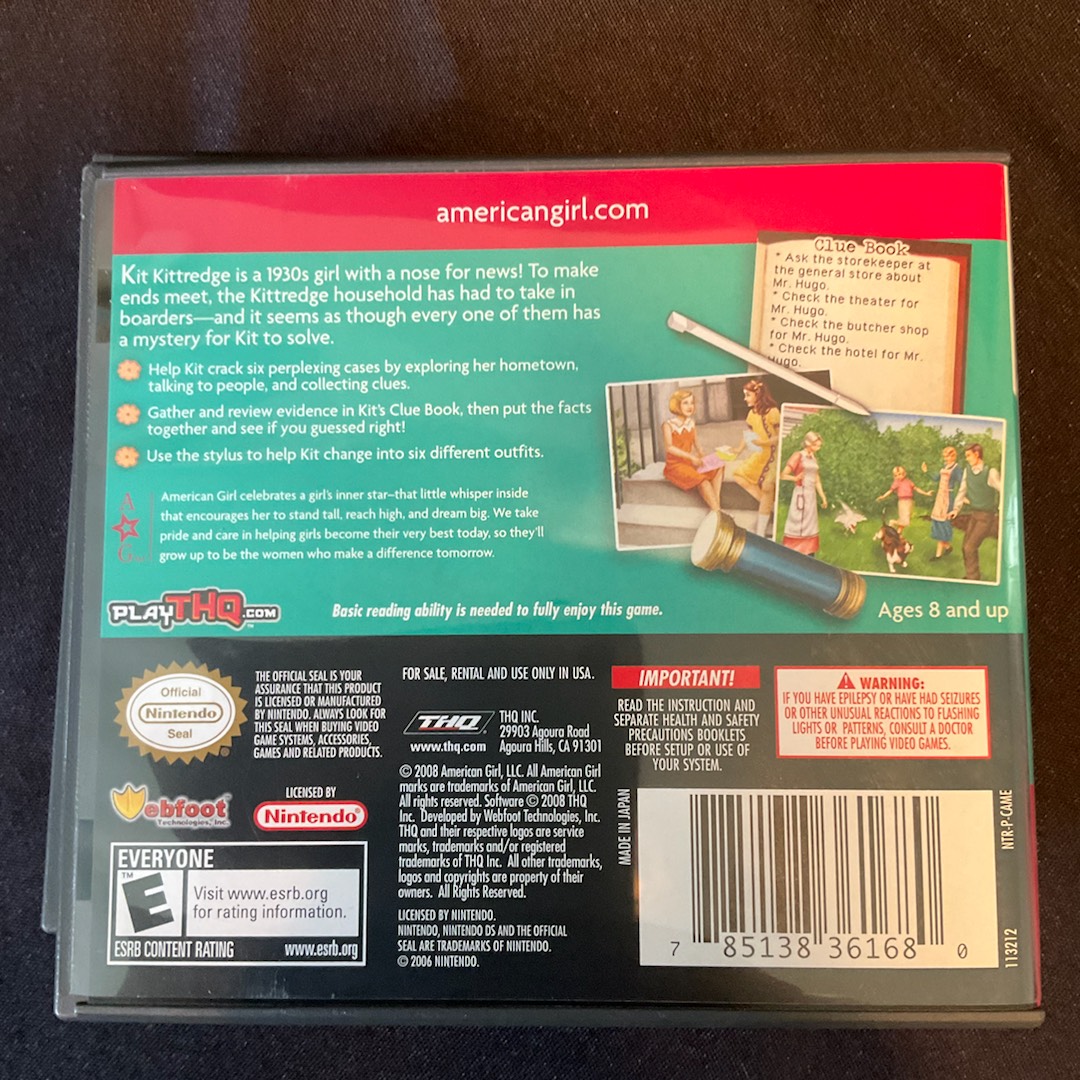 americangirl.com
Kit Kittredge is a 1930s girl with a nose for news! To make
ends meet, the Kittredge household has had to take in
boarders—and it seems as though every one of them has
a mystery for Kit to solve.
Help Kit crack six perplexing cases by exploring her hometown,
talking to people, and collecting clues.
Gather and review evidence in Kit's Clue Book, then put the facts
together and see if you guessed right!
Use the stylus to help Kit change into six different outfits.
Clue Book
* Ask the storekeeper at
the general store about
Mr. Hugo.
* Check the theater for
Mr. Hugo.
* Check the butcher shop
for Mr. Hugo.
* Check the hotel for Mr.
Hugo.
A
G
American Girl celebrates a girl's inner star–that little whisper inside
that encourages her to stand tall, reach high, and dream big. We take
pride and care in helping girls become their very best today, so they'll
grow up to be the women who make a difference tomorrow.
PLAYTHQ.COM
TM
Basic reading ability is needed to fully enjoy this game.
Ages 8 and up
Official
Nintendo
Seal
®
THE OFFICIAL SEAL IS YOUR
ASSURANCE THAT THIS PRODUCT
IS LICENSED OR MANUFACTURED
BY NINTENDO. ALWAYS LOOK FOR
THIS SEAL WHEN BUYING VIDEO
GAME SYSTEMS, ACCESSORIES,
GAMES AND RELATED PRODUCTS.
Webfoot
Technologies, Inc.
LICENSED BY
Nintendo®
EVERYONE
TM
E
Visit www.esrb.org
for rating information.
ESRB CONTENT RATING www.esrb.org
FOR SALE, RENTAL AND USE ONLY IN USA.
THQ
www.thq.com
THQ INC.
29903 Agoura Road
Agoura Hills, CA 91301
© 2008 American Girl, LLC. All American Girl
marks are trademarks of American Girl, LLC.
All rights reserved. Software © 2008 THQ
Inc. Developed by Webfoot Technologies, Inc.
THQ and their respective logos are service
marks, trademarks and/or registered
trademarks of THQ Inc. All other trademarks,
logos and copyrights are property of their
owners. All Rights Reserved.
LICENSED BY NINTENDO.
NINTENDO, NINTENDO DS AND THE OFFICIAL
SEAL ARE TRADEMARKS OF NINTENDO.
© 2006 NINTENDO.
IMPORTANT!
READ THE INSTRUCTION AND
SEPARATE HEALTH AND SAFETY
PRECAUTIONS BOOKLETS
BEFORE SETUP OR USE OF
YOUR SYSTEM.
WARNING:
IF YOU HAVE EPILEPSY OR HAVE HAD SEIZURES
OR OTHER UNUSUAL REACTIONS TO FLASHING
LIGHTS OR PATTERNS, CONSULT A DOCTOR
BEFORE PLAYING VIDEO GAMES.
MADE IN JAPAN
7 85138 36168 0
NTR-P-CAME
113212